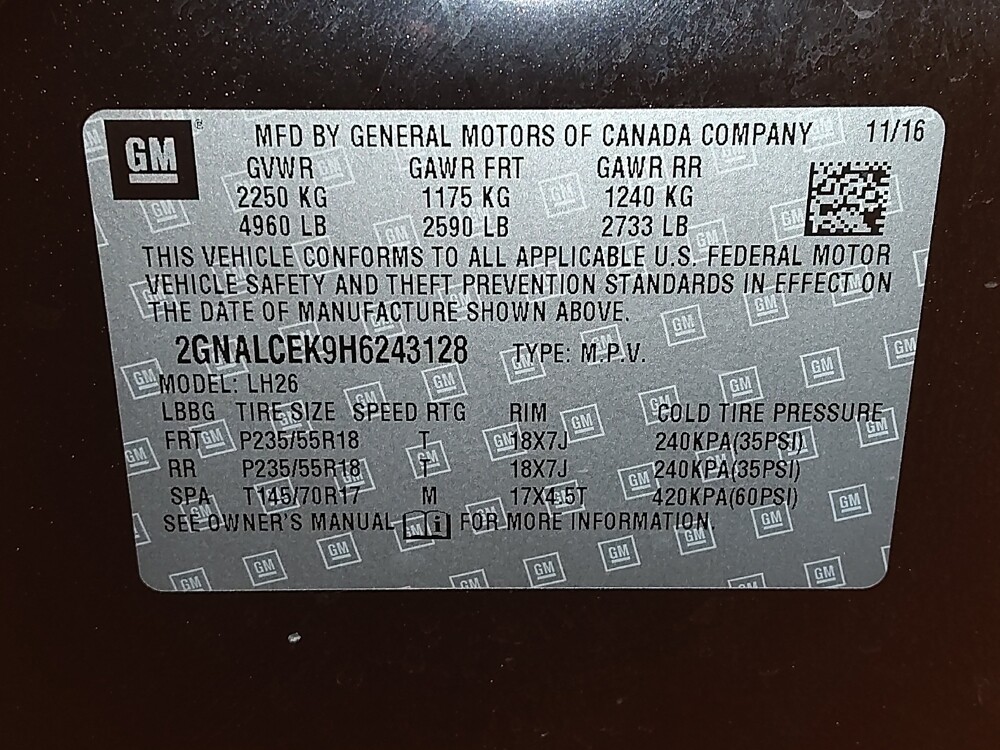 GM ®
MFD BY GENERAL MOTORS OF CANADA COMPANY 11/16
GVWR GAWR FRT GAWR RR
2250 KG 1175 KG 1240 KG
4960 LB 2590 LB 2733 LB
THIS VEHICLE CONFORMS TO ALL APPLICABLE U.S. FEDERAL MOTOR
VEHICLE SAFETY AND THEFT PREVENTION STANDARDS IN EFFECT ON
THE DATE OF MANUFACTURE SHOWN ABOVE.
2GNALCEK9H6243128 TYPE: M.P.V.
MODEL: LH26
LBBG TIRE SIZE SPEED RTG RIM COLD TIRE PRESSURE
FRT P235/55R18 T 18X7J 240KPA(35PSI)
RR P235/55R18 T 18X7J 240KPA(35PSI)
SPA T145/70R17 M 17X4.5T 420KPA(60PSI)
SEE OWNER'S MANUAL i FOR MORE INFORMATION.